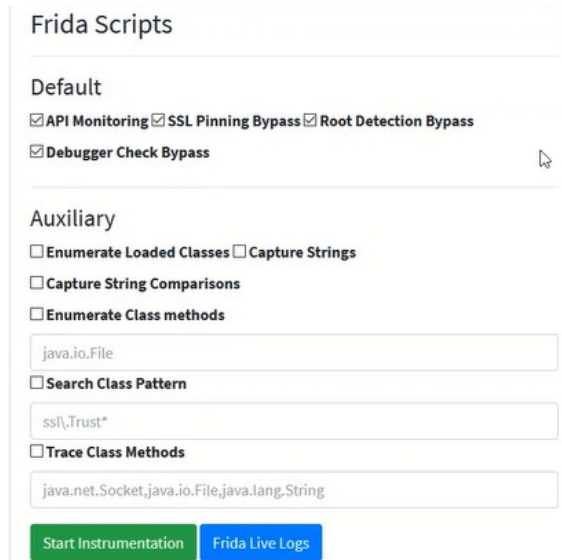 Frida Scripts
Default
API Monitoring SSL Pinning Bypass Root Detection Bypass
Debugger Check Bypass
Auxiliary
Enumerate Loaded Classes Capture Strings
Capture String Comparisons
Enumerate Class methods
java.io.File
Search Class Pattern
ssl\.Trust*
Trace Class Methods
java.net.Socket,java.io.File,java.lang.String
Start Instrumentation Frida Live Logs